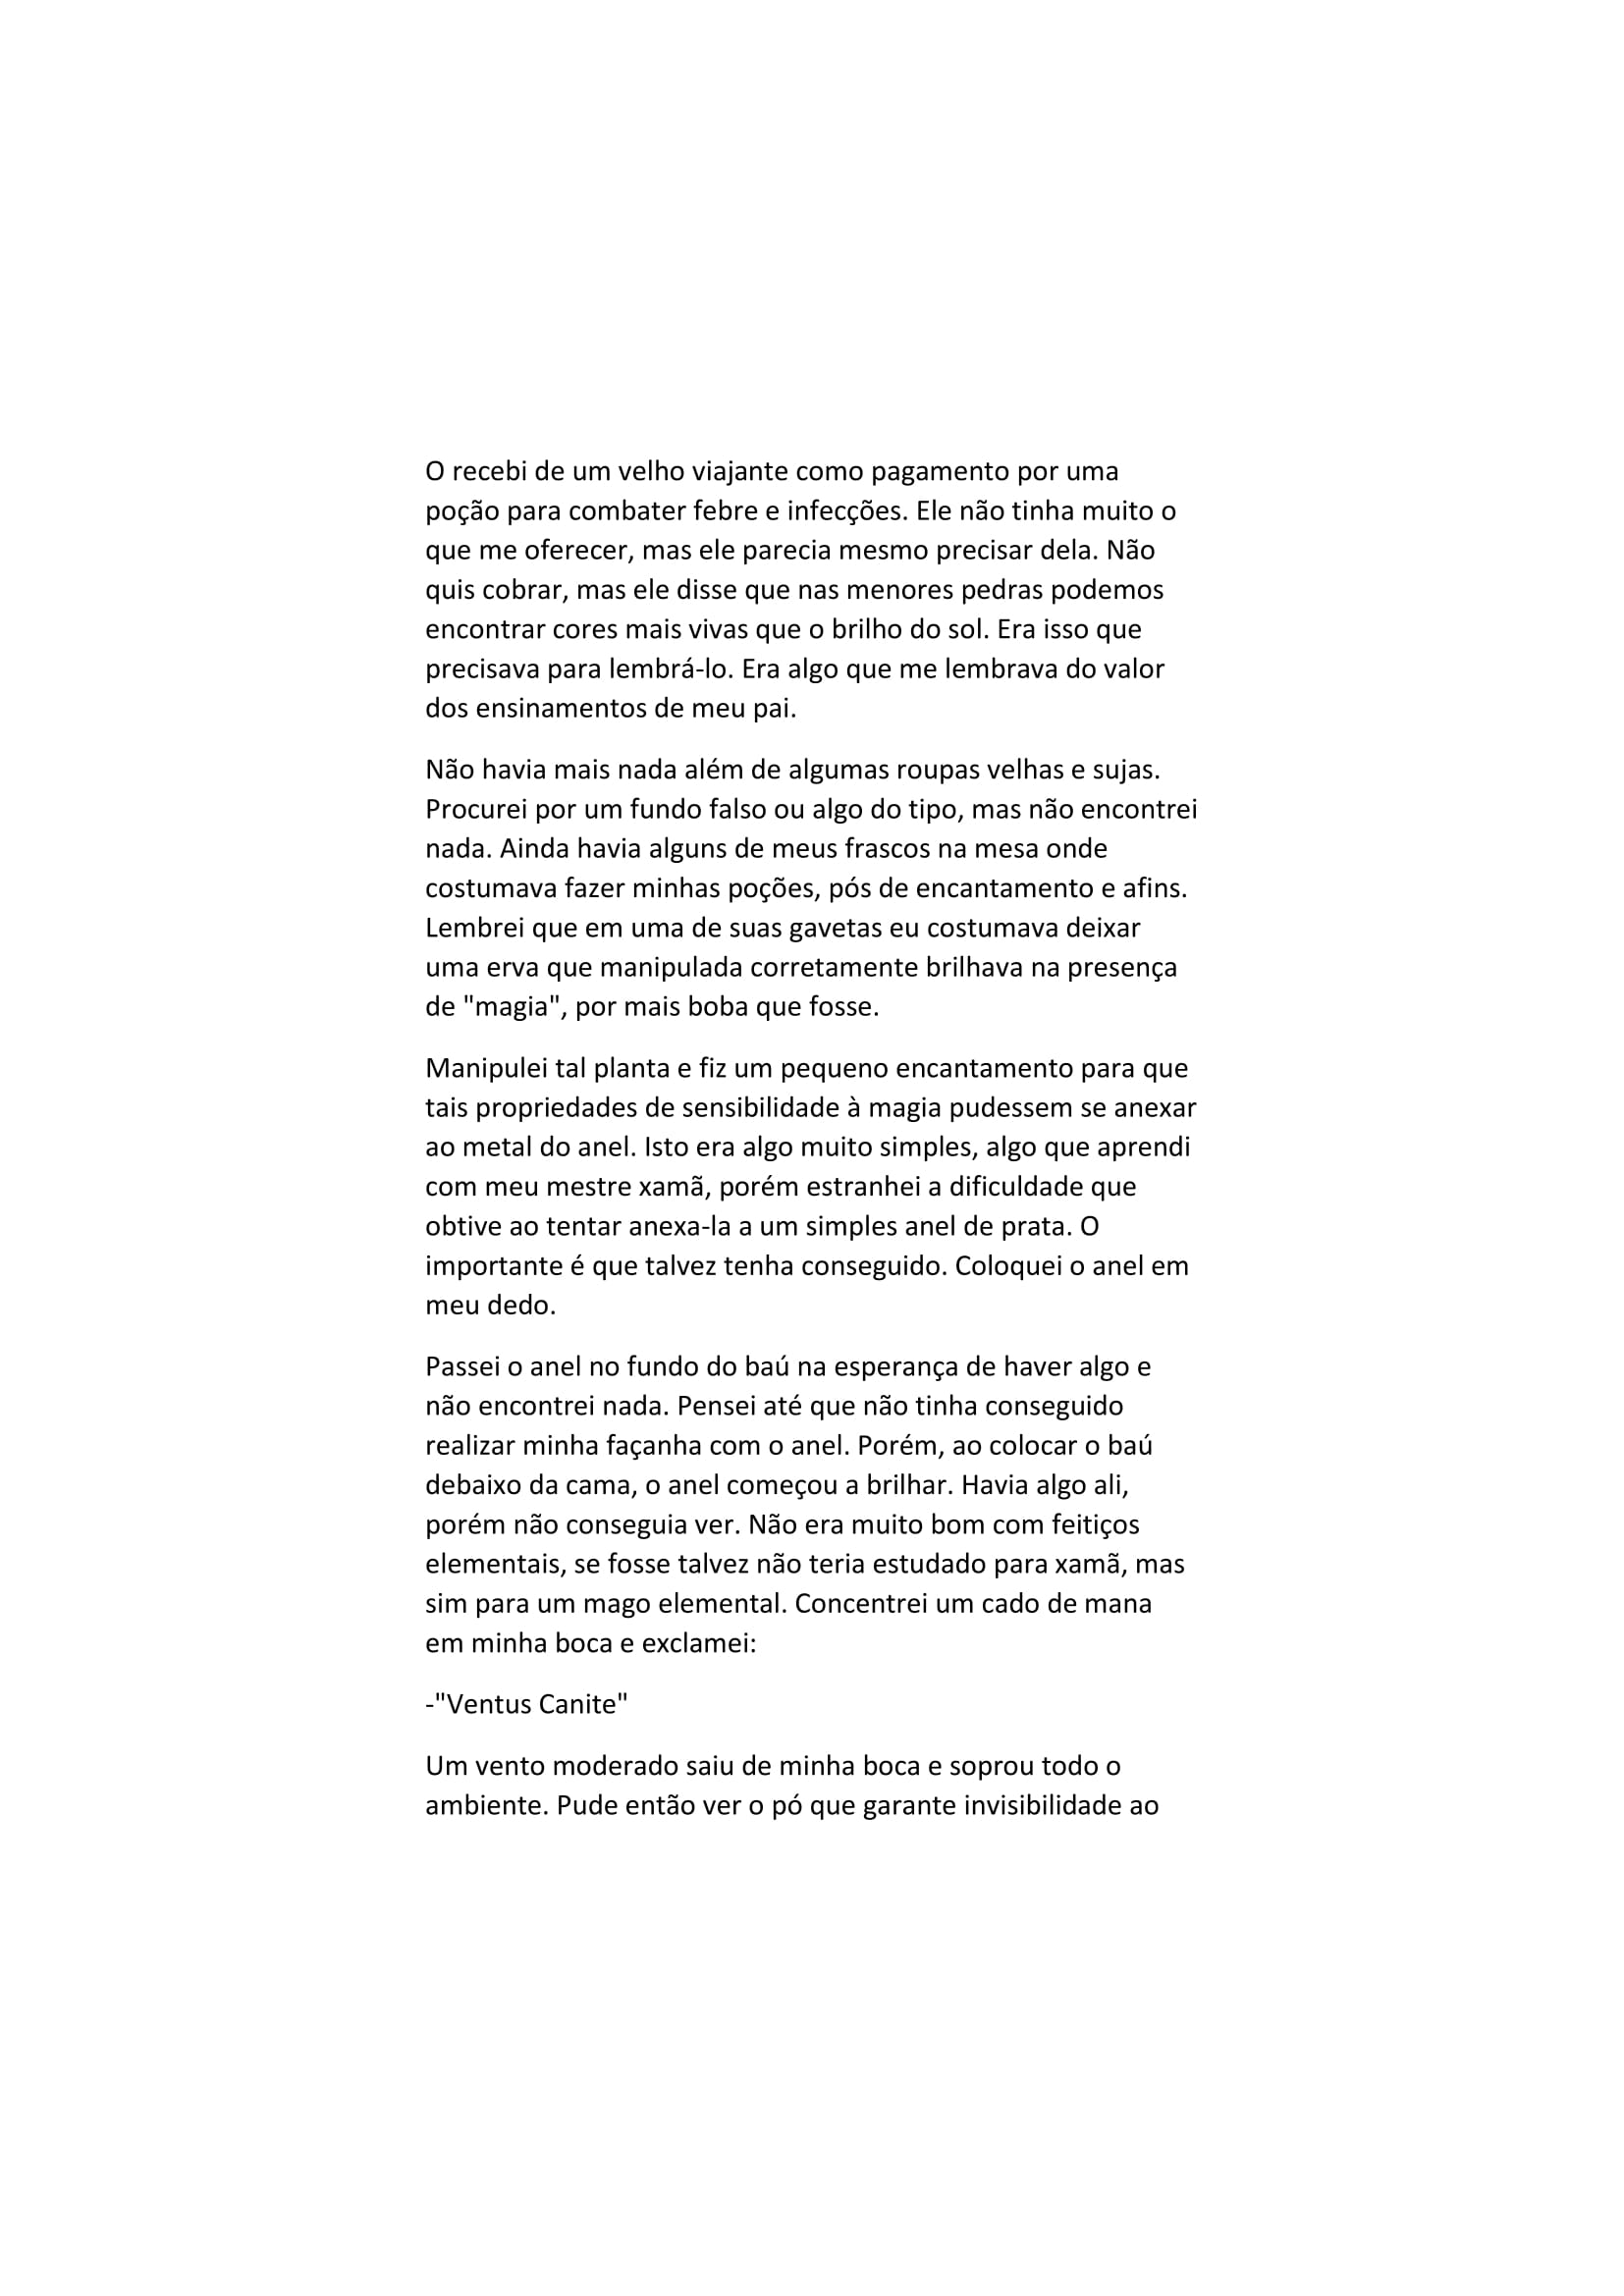 O recebi de um velho viajante como pagamento por uma
poção para combater febre e infecções. Ele não tinha muito o
que me oferecer, mas ele parecia mesmo precisar dela. Não
quis cobrar, mas ele disse que nas menores pedras podemos
encontrar cores mais vivas que o brilho do sol. Era isso que
precisava para lembrá-lo. Era algo que me lembrava do valor
dos ensinamentos de meu pai.
Não havia mais nada além de algumas roupas velhas e sujas.
Procurei por um fundo falso ou algo do tipo, mas não encontrei
nada. Ainda havia alguns de meus frascos na mesa onde
costumava fazer minhas poções, pós de encantamento e afins.
Lembrei que em uma de suas gavetas eu costumava deixar
uma erva que manipulada corretamente brilhava na presença
de "magia", por mais boba que fosse.
Manipulei tal planta e fiz um pequeno encantamento para que
tais propriedades de sensibilidade à magia pudessem se anexar
ao metal do anel. Isto era algo muito simples, algo que aprendi
com meu mestre xamã, porém estranhei a dificuldade que
obtive ao tentar anexa-la a um simples anel de prata. O
importante é que talvez tenha conseguido. Coloquei o anel em
meu dedo.
Passei o anel no fundo do baú na esperança de haver algo e
não encontrei nada. Pensei até que não tinha conseguido
realizar minha façanha com o anel. Porém, ao colocar o baú
debaixo da cama, o anel começou a brilhar. Havia algo ali,
porém não conseguia ver. Não era muito bom com feitiços
elementais, se fosse talvez não teria estudado para xamã, mas
sim para um mago elemental. Concentrei um cado de mana
em minha boca e exclamei:
-"Ventus Canite"
Um vento moderado saiu de minha boca e soprou todo o
ambiente. Pude então ver o pó que garante invisibilidade ao